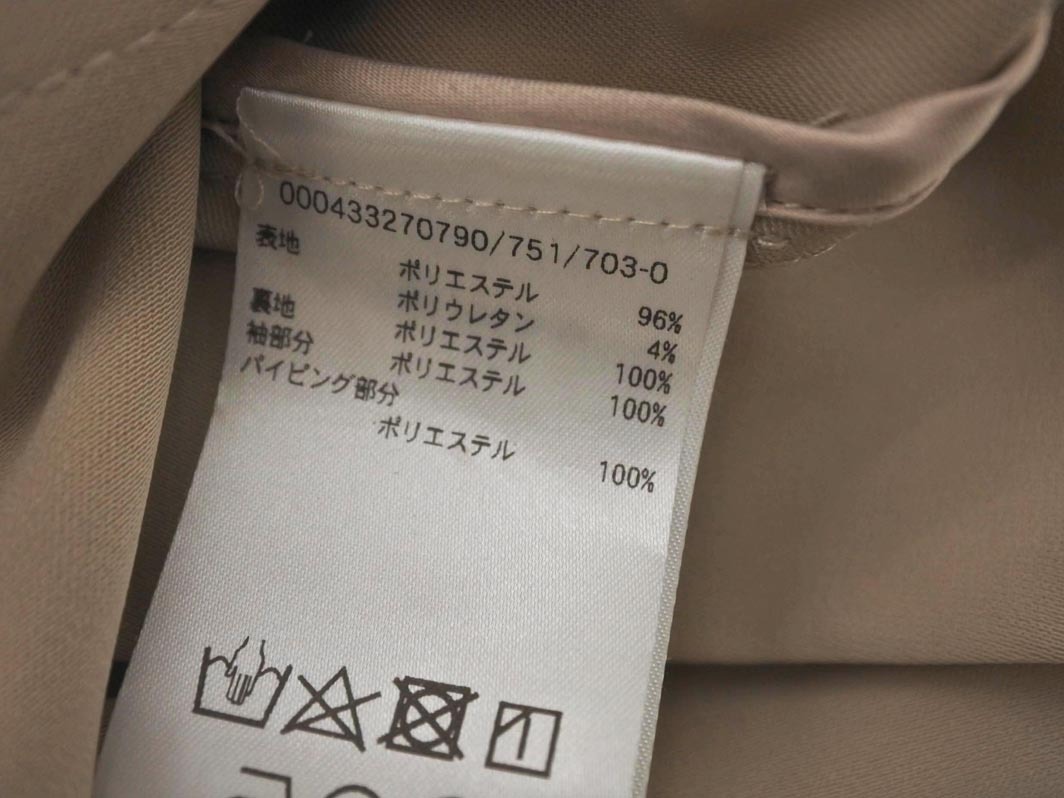 000433270790/751/703-0
表地
ポリエステル 96%
ポリウレタン 4%
裏地 ポリエステル 100%
袖部分 ポリエステル 100%
パイピング部分
ポリエステル 100%